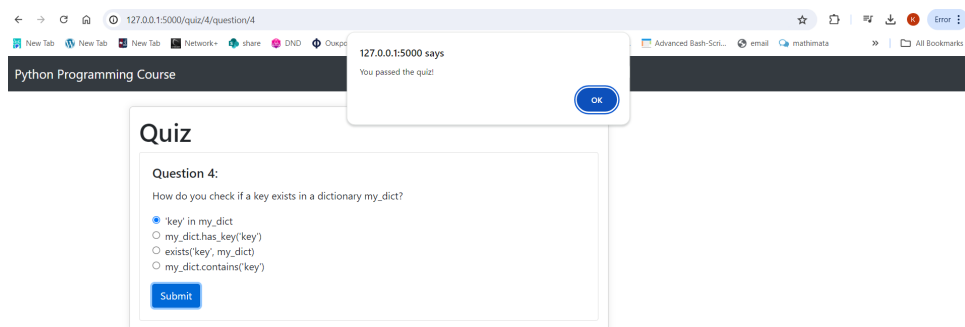 127.0.0.1:5000/quiz/4/question/4
K
Error
New Tab
New Tab
New Tab
Network+
share
DND
Advanced Bash-Scri...
email
mathimata
»
All Bookmarks
127.0.0.1:5000 says
You passed the quiz!
OK
Python Programming Course
Quiz
Question 4:
How do you check if a key exists in a dictionary my_dict?
'key' in my_dict
my_dict.has_key('key')
exists('key', my_dict)
my_dict.contains('key')
Submit